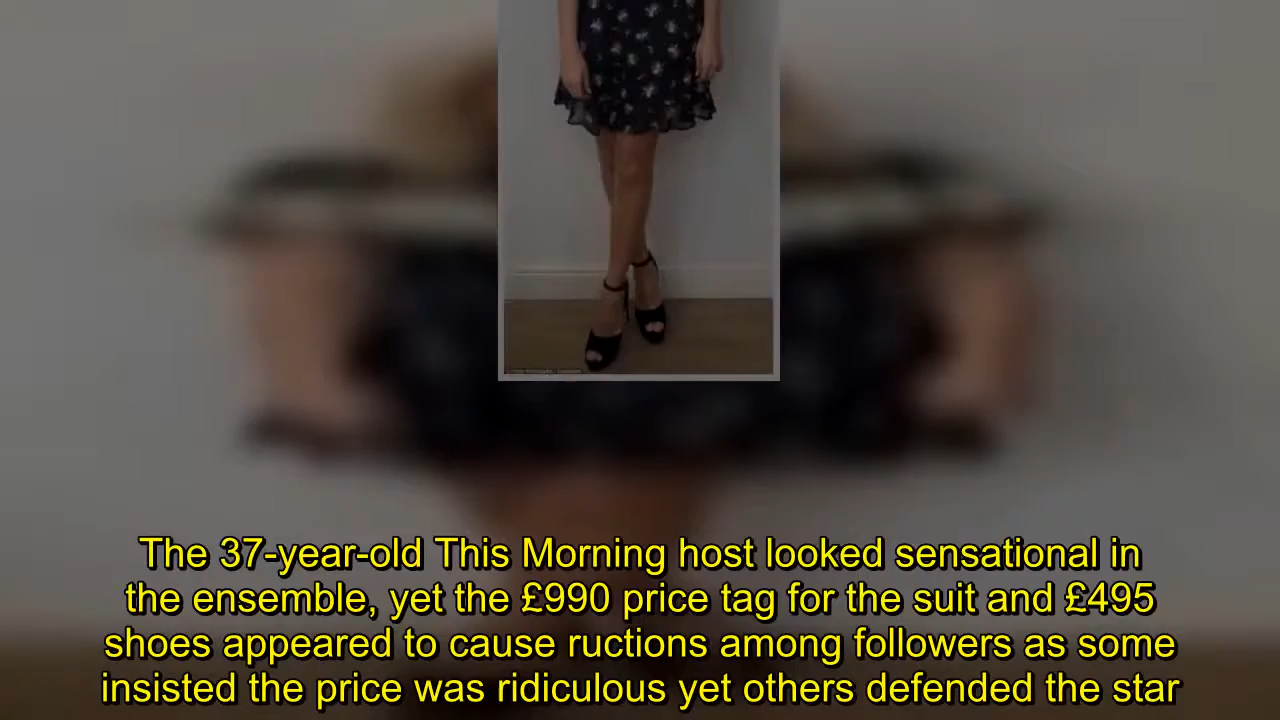 The 37-year-old This Morning host looked sensational in
the ensemble, yet the £990 price tag for the suit and £495
shoes appeared to cause ructions among followers as some
insisted the price was ridiculous yet others defended the star